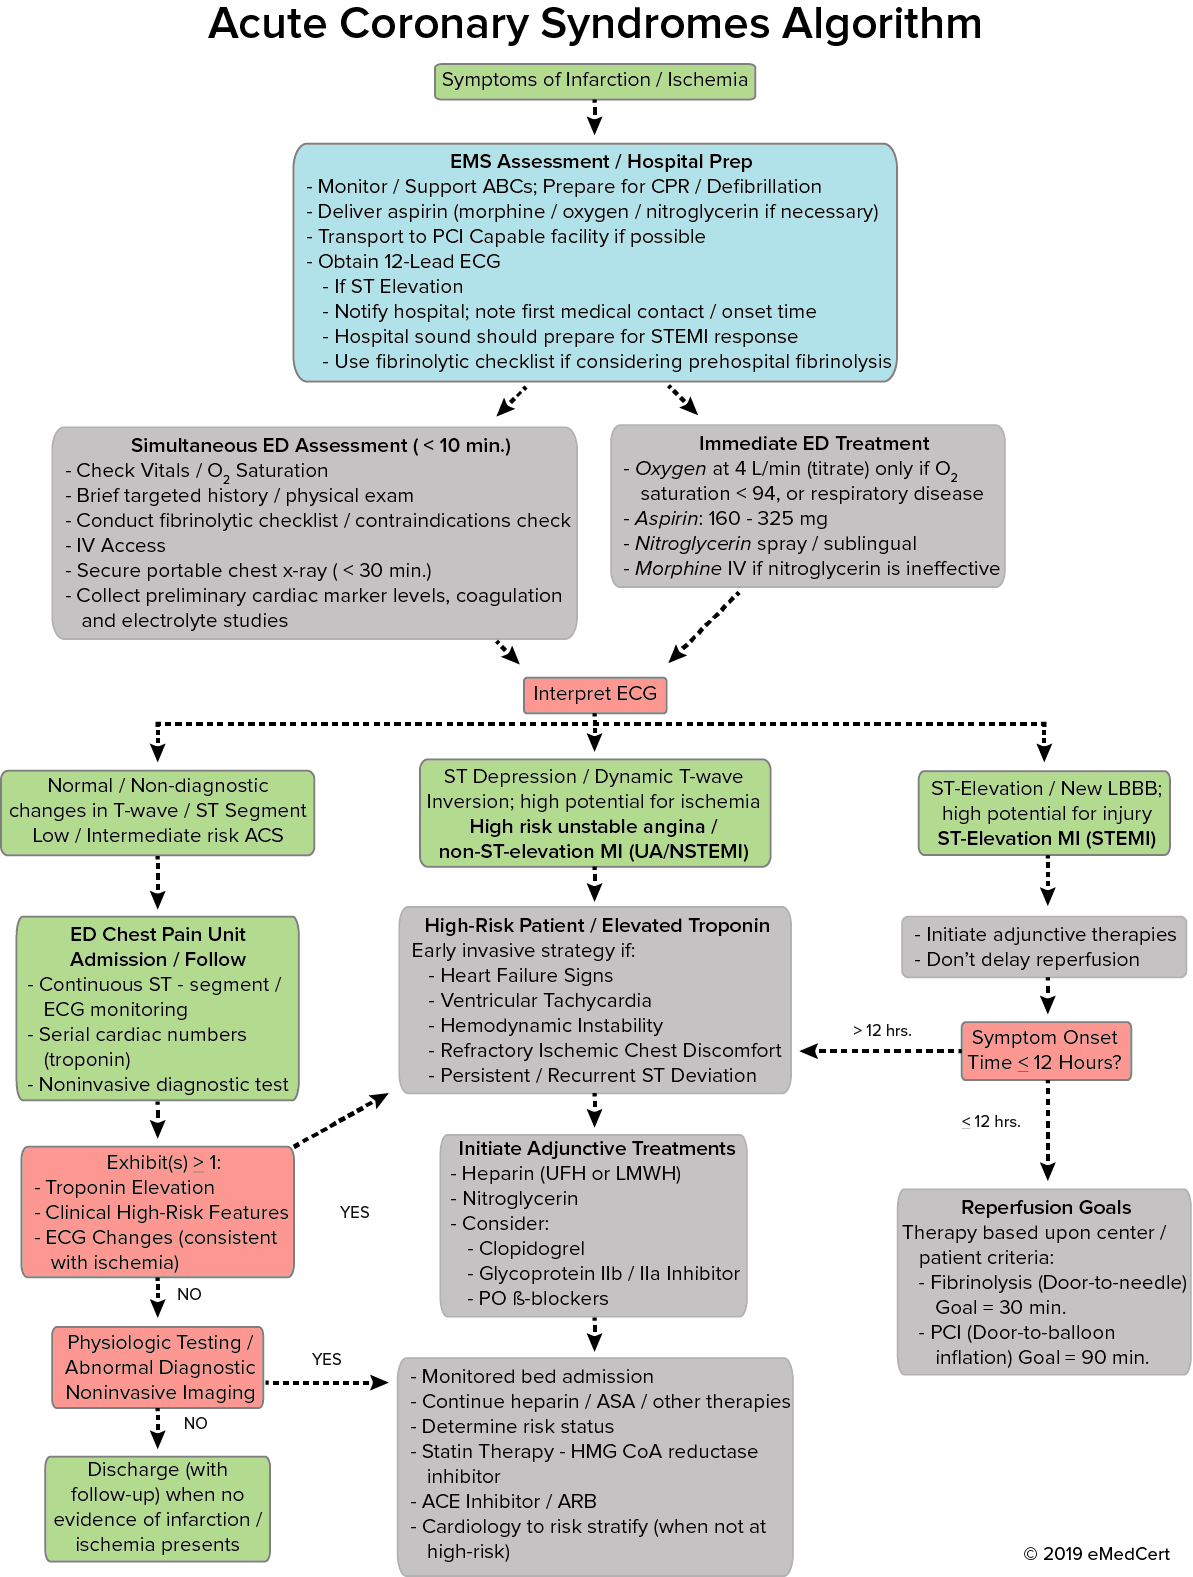 Acute Coronary Syndromes Algorithm
Symptoms of Infarction / Ischemia
EMS Assessment / Hospital Prep
- Monitor / Support ABCs; Prepare for CPR / Defibrillation
- Deliver aspirin (morphine / oxygen / nitroglycerin if necessary)
- Transport to PCI Capable facility if possible
- Obtain 12-Lead ECG
- If ST Elevation
- Notify hospital; note first medical contact / onset time
- Hospital sound should prepare for STEMI response
- Use fibrinolytic checklist if considering prehospital fibrinolysis
Simultaneous ED Assessment ( < 10 min.)
- Check Vitals / O2 Saturation
- Brief targeted history / physical exam
- Conduct fibrinolytic checklist / contraindications check
- IV Access
- Secure portable chest x-ray ( < 30 min.)
- Collect preliminary cardiac marker levels, coagulation
and electrolyte studies
Immediate ED Treatment
- Oxygen at 4 L/min (titrate) only if O2
saturation < 94, or respiratory disease
- Aspirin: 160 - 325 mg
- Nitroglycerin spray / sublingual
- Morphine IV if nitroglycerin is ineffective
Interpret ECG
Normal / Non-diagnostic
changes in T-wave / ST Segment
Low / Intermediate risk ACS
ED Chest Pain Unit
Admission / Follow
- Continuous ST - segment /
ECG monitoring
- Serial cardiac numbers
(troponin)
- Noninvasive diagnostic test
Exhibit(s) ≥ 1:
- Troponin Elevation
- Clinical High-Risk Features
- ECG Changes (consistent
with ischemia)
YES
NO
Physiologic Testing /
Abnormal Diagnostic
Noninvasive Imaging
YES
NO
Discharge (with
follow-up) when no
evidence of infarction /
ischemia presents
ST Depression / Dynamic T-wave
Inversion; high potential for ischemia
High risk unstable angina /
non-ST-elevation MI (UA/NSTEMI)
High-Risk Patient / Elevated Troponin
Early invasive strategy if:
- Heart Failure Signs
- Ventricular Tachycardia
- Hemodynamic Instability
- Refractory Ischemic Chest Discomfort
- Persistent / Recurrent ST Deviation
Initiate Adjunctive Treatments
- Heparin (UFH or LMWH)
- Nitroglycerin
- Consider:
- Clopidogrel
- Glycoprotein IIb / IIa Inhibitor
- PO ß-blockers
- Monitored bed admission
- Continue heparin / ASA / other therapies
- Determine risk status
- Statin Therapy - HMG CoA reductase
inhibitor
- ACE Inhibitor / ARB
- Cardiology to risk stratify (when not at
high-risk)
ST-Elevation / New LBBB;
high potential for injury
ST-Elevation MI (STEMI)
- Initiate adjunctive therapies
- Don't delay reperfusion
Symptom Onset
Time ≤ 12 Hours?
> 12 hrs.
≤ 12 hrs.
Reperfusion Goals
Therapy based upon center /
patient criteria:
- Fibrinolysis (Door-to-needle)
Goal = 30 min.
- PCI (Door-to-balloon
inflation) Goal = 90 min.
© 2019 eMedCert